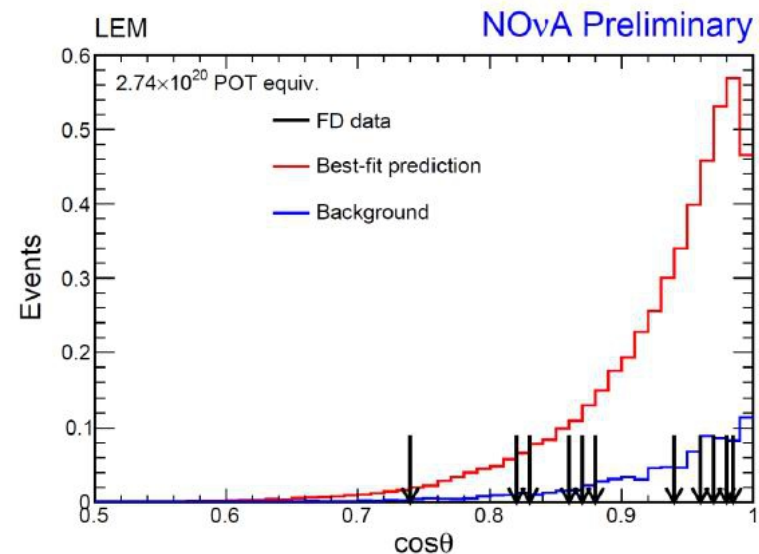 LEM
NOνA Preliminary
0.6
2.74×10²⁰ POT equiv.
FD data
0.5
Best-fit prediction
0.4
Background
0.3
Events
0.2
0.1
0
0.5
0.6
0.7
0.8
0.9
1
cosθ